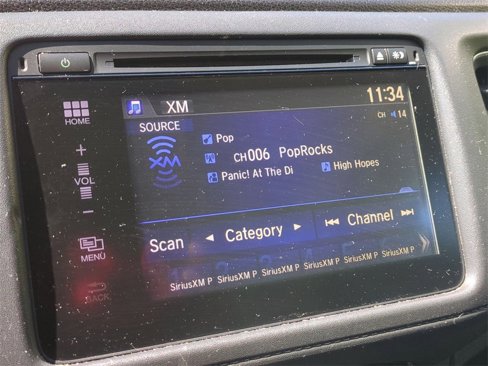 XM
11:34
HOME
SOURCE
CH 14
XM
Pop
CH006 PopRocks
Panic! At The Di
High Hopes
+
VOL
−
Scan
Category
Channel
MENU
BACK
SiriusXM P SiriusXM P SiriusXM P SiriusXM P SiriusXM P SiriusXM P